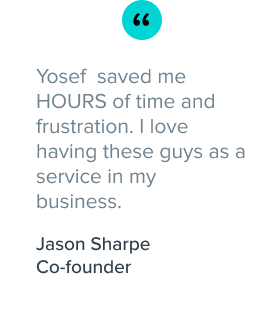 “
Yosef  saved me
HOURS of time and
frustration. I love
having these guys as a
service in my
business.
Jason Sharpe
Co-founder